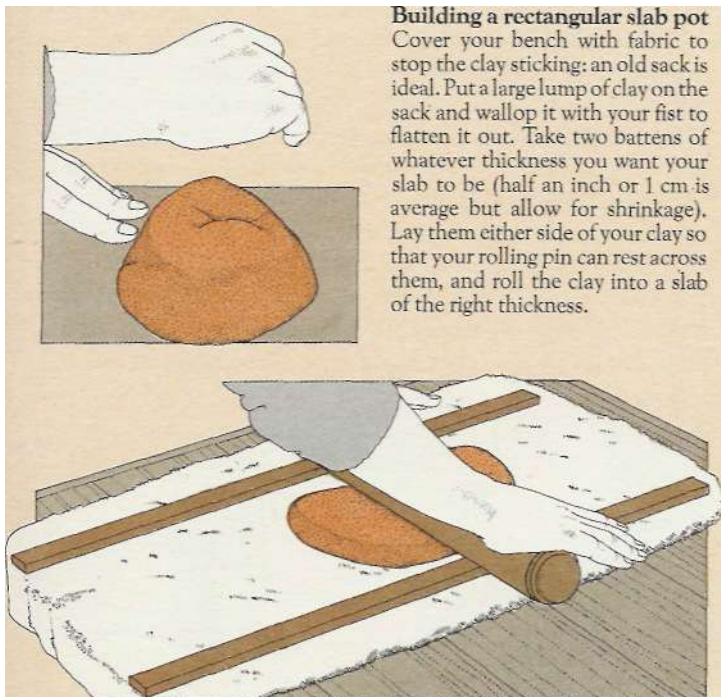 Building a rectangular slab pot
Cover your bench with fabric to
stop the clay sticking: an old sack is
ideal. Put a large lump of clay on the
sack and wallop it with your fist to
flatten it out. Take two battens of
whatever thickness you want your
slab to be (half an inch or 1 cm is
average but allow for shrinkage).
Lay them either side of your clay so
that your rolling pin can rest across
them, and roll the clay into a slab
of the right thickness.